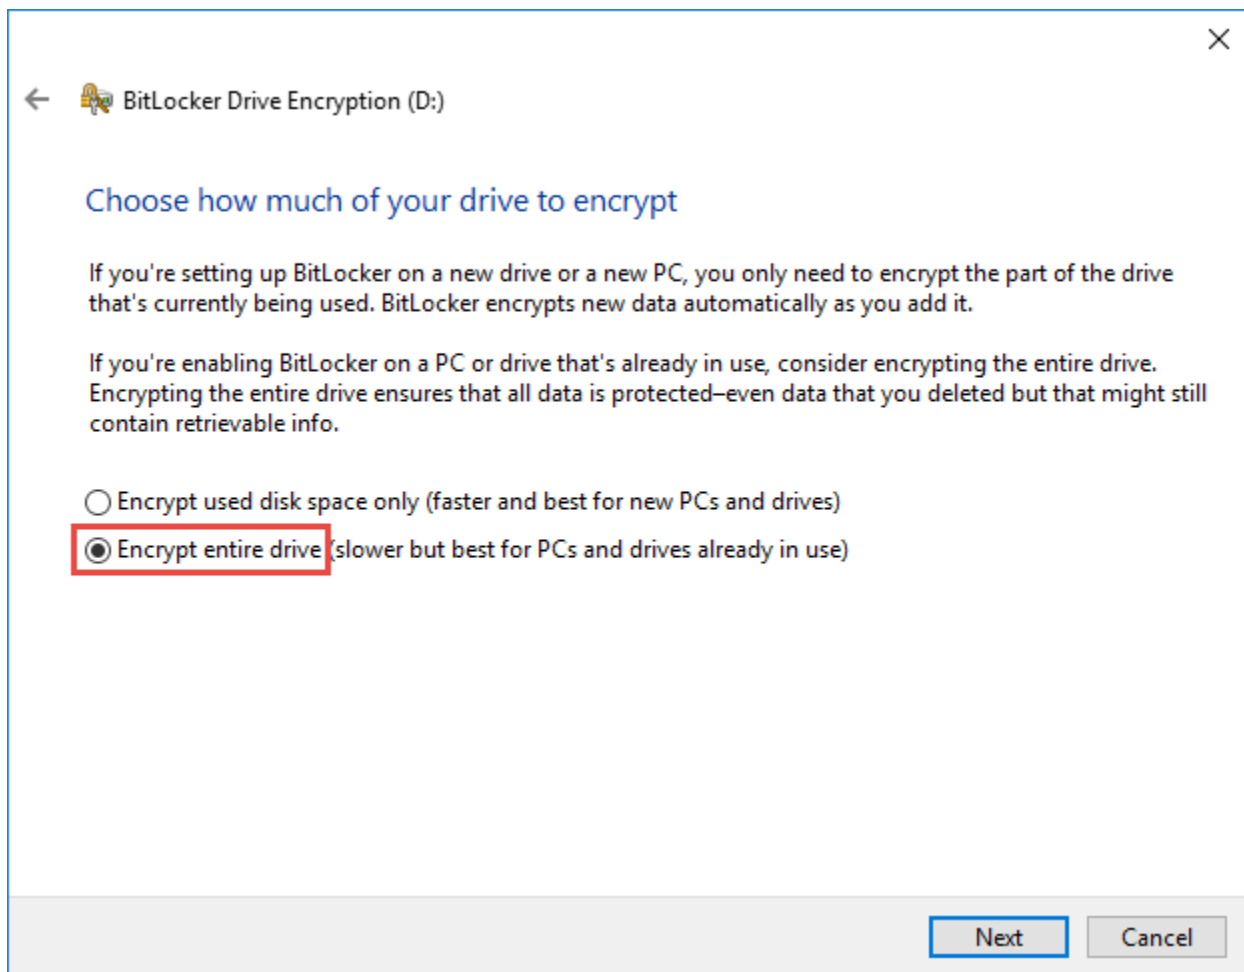 BitLocker Drive Encryption (D:)
Choose how much of your drive to encrypt
If you're setting up BitLocker on a new drive or a new PC, you only need to encrypt the part of the drive
that's currently being used. BitLocker encrypts new data automatically as you add it.
If you're enabling BitLocker on a PC or drive that's already in use, consider encrypting the entire drive.
Encrypting the entire drive ensures that all data is protected–even data that you deleted but that might still
contain retrievable info.
Encrypt used disk space only (faster and best for new PCs and drives)
Encrypt entire drive (slower but best for PCs and drives already in use)
Next Cancel